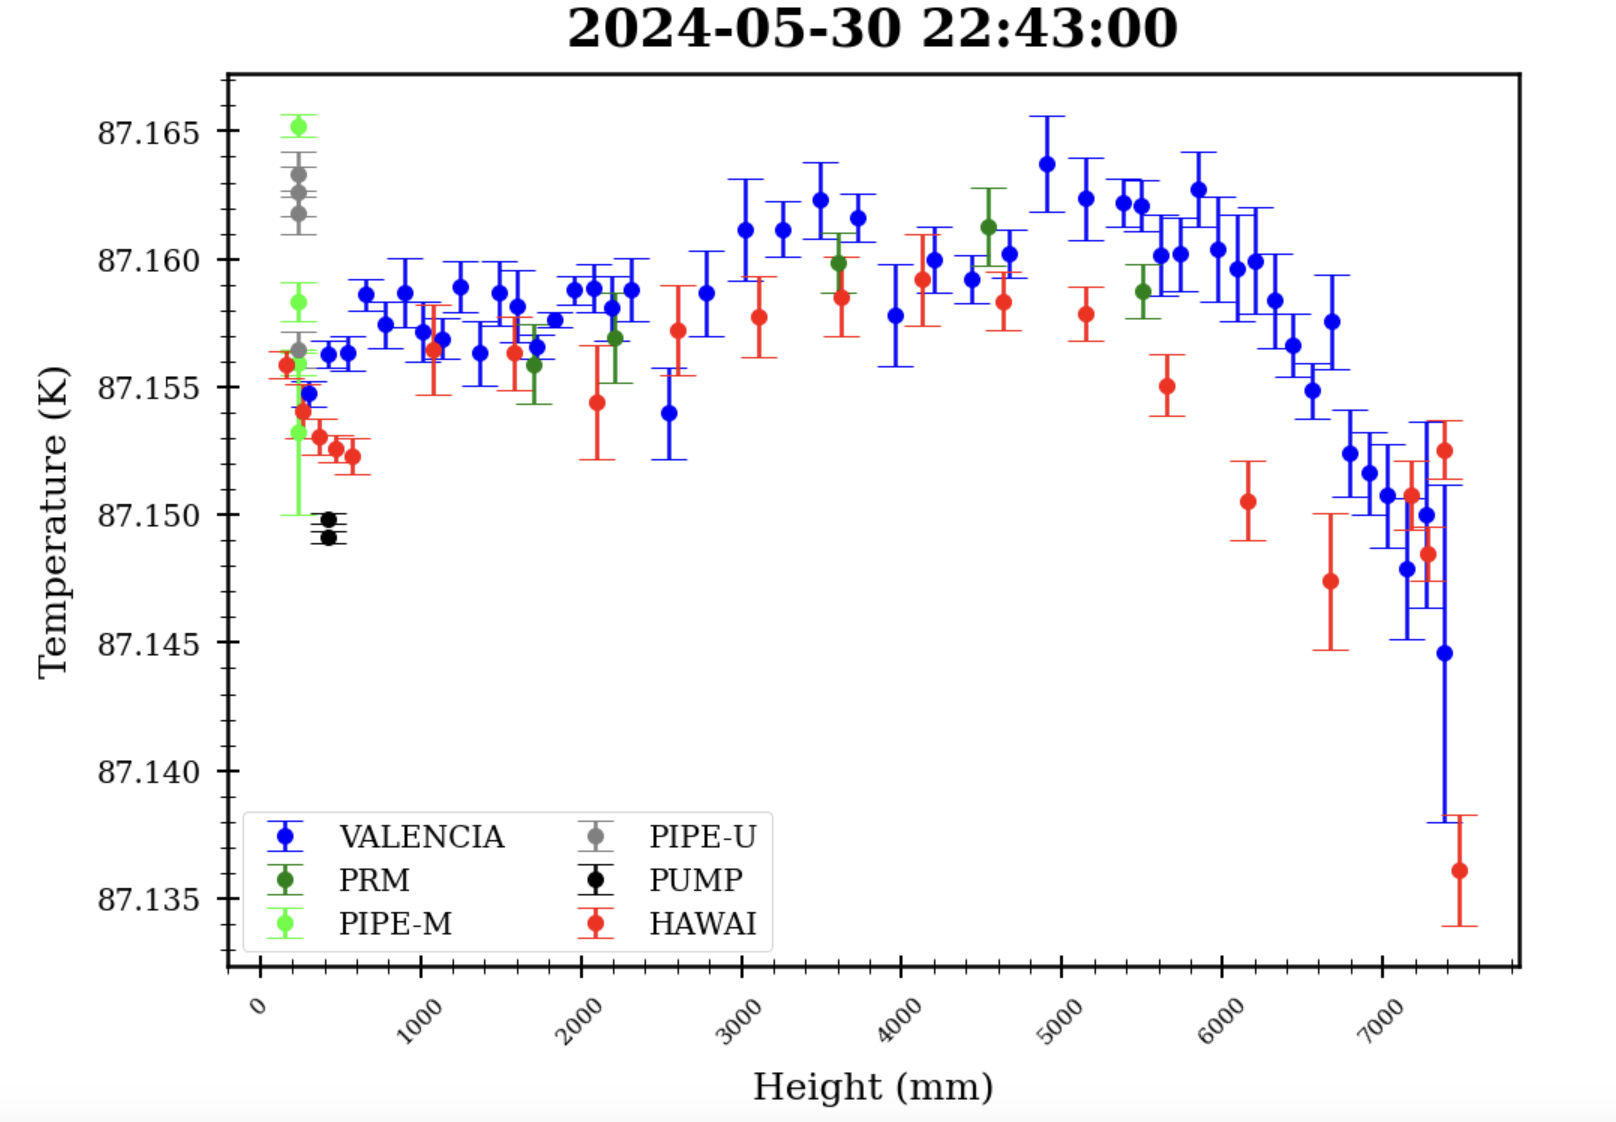 2024-05-30 22:43:00
87.165
87.160
87.155
87.150
87.145
87.140
87.135
Temperature (K)
VALENCIA
PRM
PIPE-M
PIPE-U
PUMP
HAWAI
0
1000
2000
3000
4000
5000
6000
7000
Height (mm)